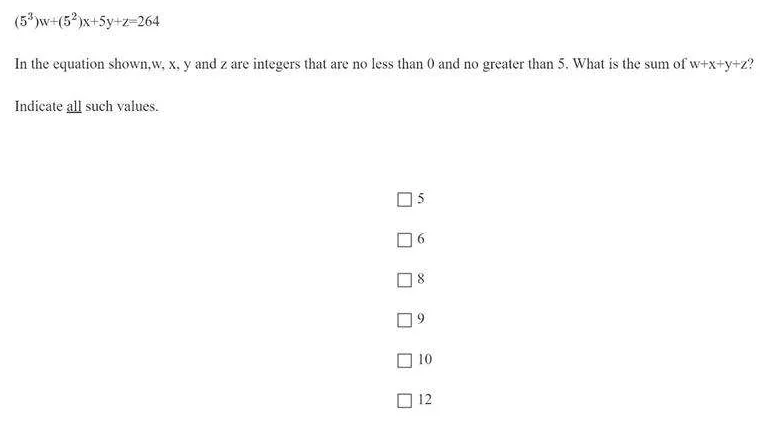 (5³)w+(5²)x+5y+z=264
In the equation shown,w, x, y and z are integers that are no less than 0 and no greater than 5. What is the sum of w+x+y+z?
Indicate all such values.
5
6
8
9
10
12